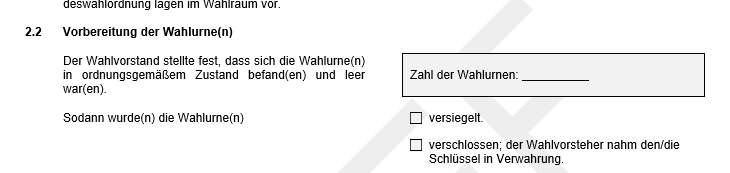 deswahlordnung lagen im Wahlraum vor.
2.2 Vorbereitung der Wahlurne(n)
Der Wahlvorstand stellte fest, dass sich die Wahlurne(n)
in ordnungsgemäßem Zustand befand(en) und leer
war(en).
Zahl der Wahlurnen: __________
Sodann wurde(n) die Wahlurne(n)
☐ versiegelt.
☐ verschlossen; der Wahlvorsteher nahm den/die
Schlüssel in Verwahrung.